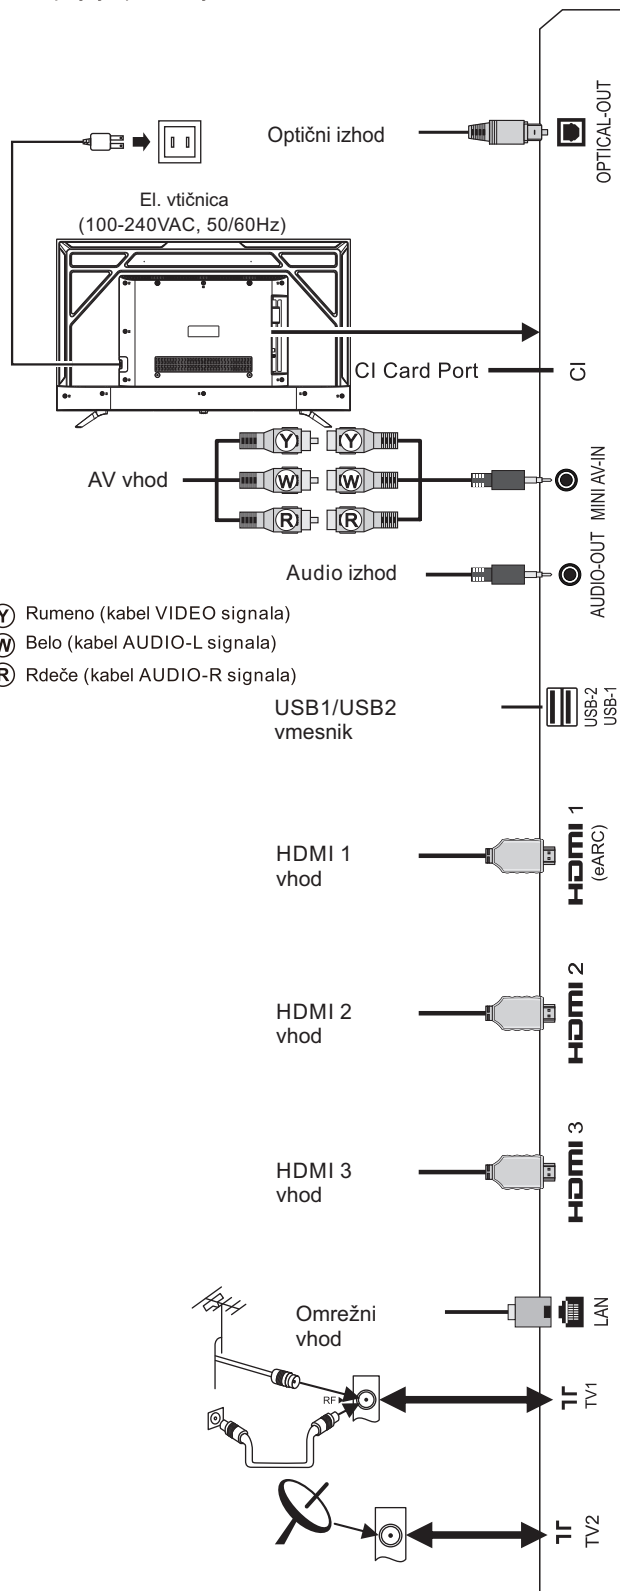 Optični izhod
OPTICAL-OUT
El. vtičnica
(100-240VAC, 50/60Hz)
CI Card Port
CI
AV vhod
Y Y
W W
R R
MINI AV-IN
Audio izhod
AUDIO-OUT
Y Rumeno (kabel VIDEO signala)
W Belo (kabel AUDIO-L signala)
R Rdeče (kabel AUDIO-R signala)
USB1/USB2
vmesnik
USB-2
USB-1
HDMI 1
vhod
HDMI 1
(eARC)
HDMI 2
vhod
HDMI 2
HDMI 3
vhod
HDMI 3
Omrežni
vhod
LAN
RF
TV1
TV2